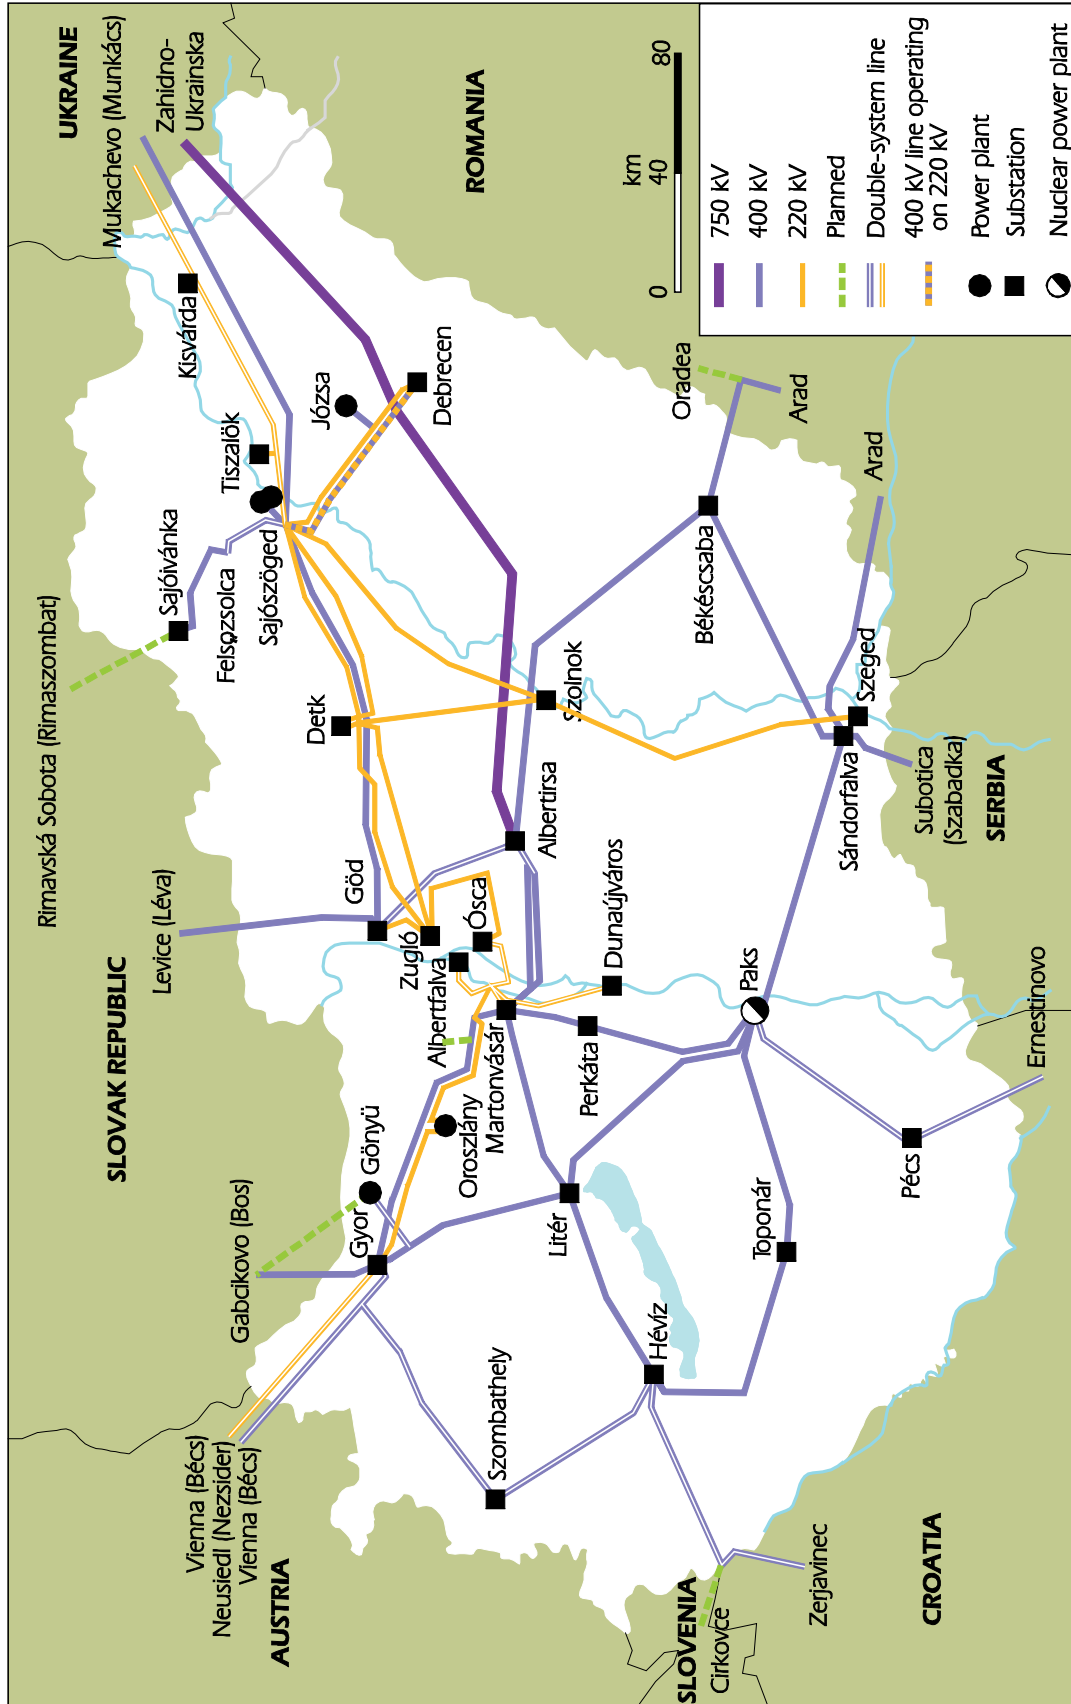 UKRAINE
Mukachevo (Munkács)
Zahidno-
Ukrainska
ROMANIA
Rimavská Sobota (Rimaszombat)
Levice (Léva)
SLOVAK REPUBLIC
Gabcikovo (Bos)
Vienna (Bécs)
Neusiedl (Nezsider)
Vienna (Bécs)
AUSTRIA
Kisvárda
Tiszalök
Sajóivánka
Felsozsolca
Sajószöged
Józsa
Debrecen
Detk
Göd
Zugló
Albertfalva
Ócsa
Albertirsa
Szolnok
Gönyü
Gyor
Oroszlány
Martonvásár
Dunaújváros
Perkáta
Litér
Szombathely
Hévíz
Toponár
Paks
Pécs
Békéscsaba
Oradea
Arad
Arad
Szeged
Sándorfalva
Subotica
(Szabadka)
SERBIA
Ernestinovo
CROATIA
Zerjavinec
SLOVENIA
Cirkovce
km
0 40 80
750 kV
400 kV
220 kV
Planned
Double-system line
400 kV line operating
on 220 kV
Power plant
Substation
Nuclear power plant